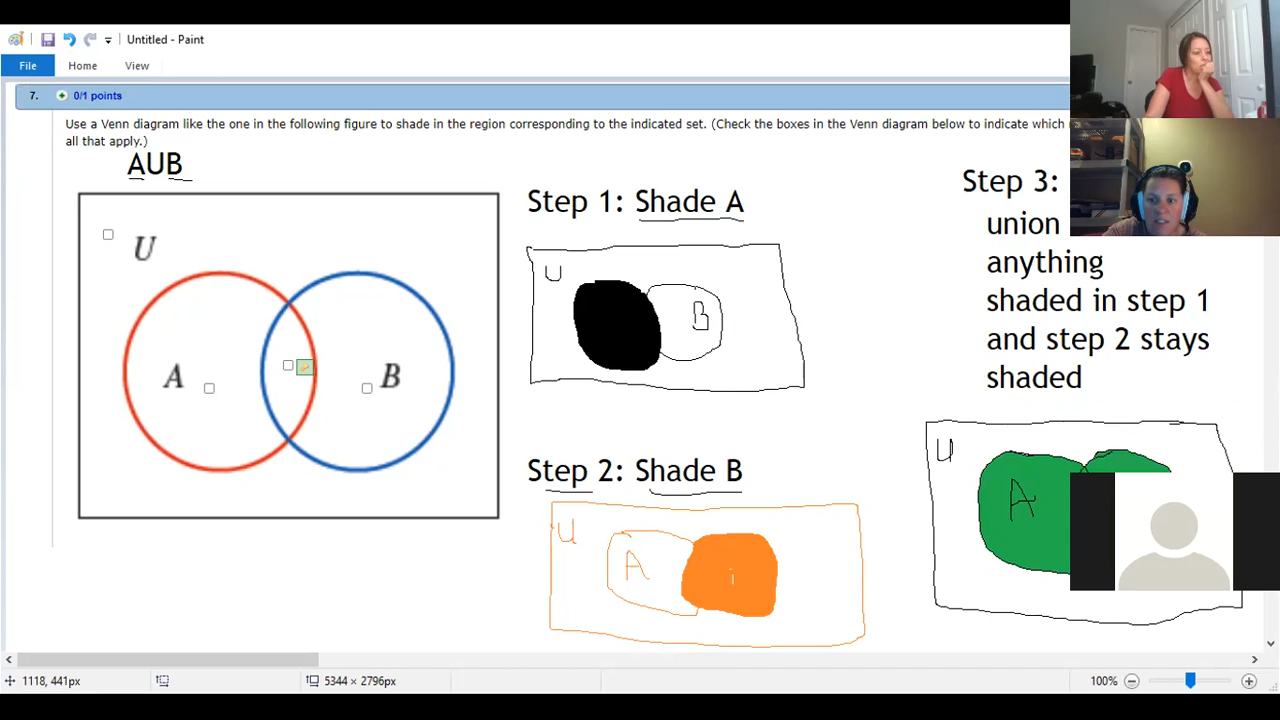 Untitled - Paint
File
Home
View
7.
0/1 points
Use a Venn diagram like the one in the following figure to shade in the region corresponding to the indicated set. (Check the boxes in the Venn diagram below to indicate which
all that apply.)
AUB
U
A
B
Step 1: Shade A
U
B
Step 2: Shade B
U
A
Step 3:
union
anything
shaded in step 1
and step 2 stays
shaded
U
A
1118, 441px
5344 × 2796px
100%